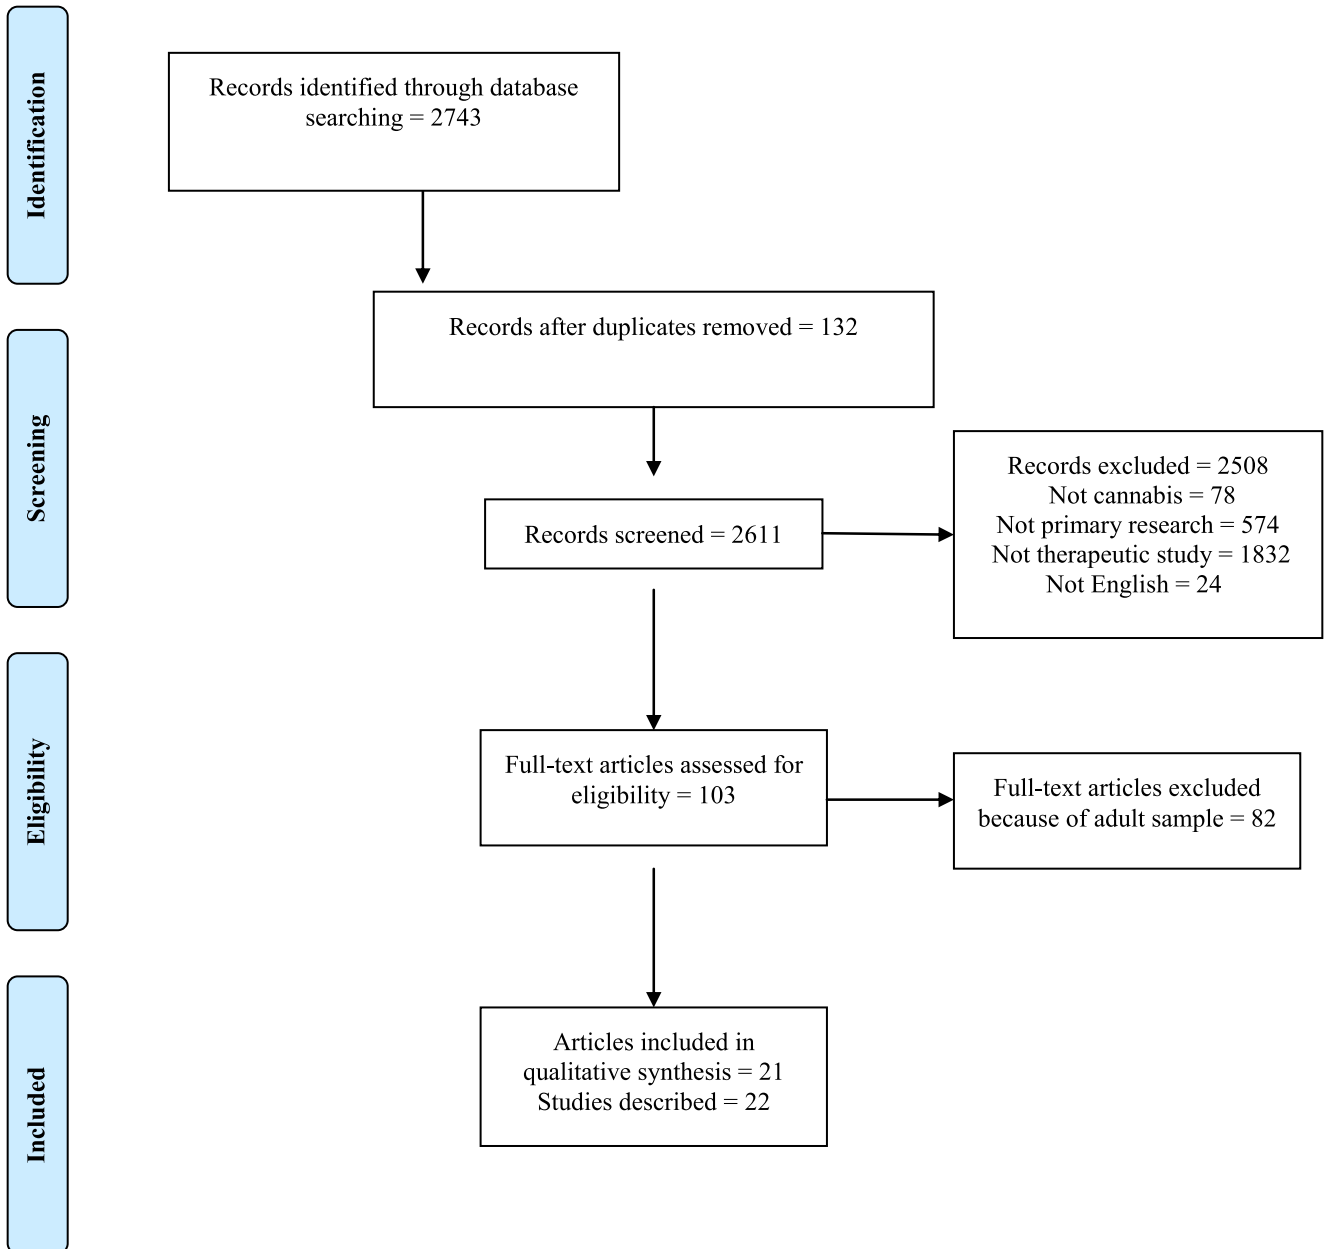 Identification
Records identified through database
searching = 2743
Records after duplicates removed = 132
Screening
Records screened = 2611
Records excluded = 2508
Not cannabis = 78
Not primary research = 574
Not therapeutic study = 1832
Not English = 24
Eligibility
Full-text articles assessed for
eligibility = 103
Full-text articles excluded
because of adult sample = 82
Included
Articles included in
qualitative synthesis = 21
Studies described = 22